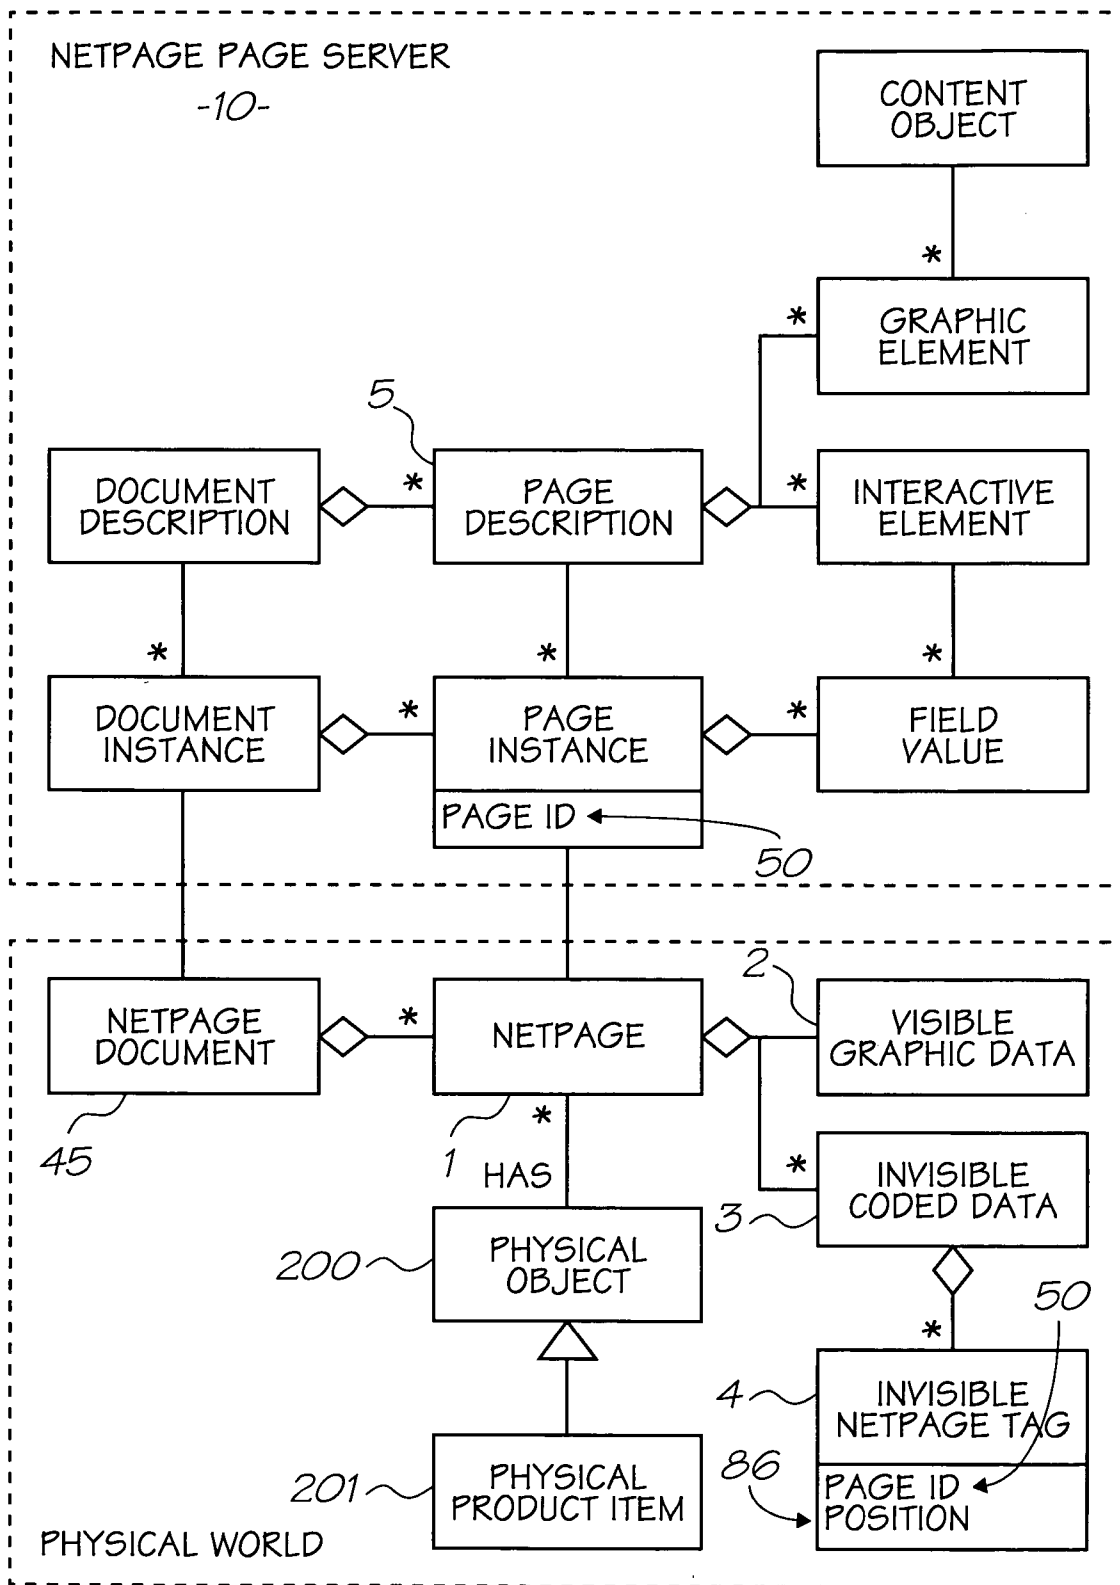 NETPAGE PAGE SERVER
-10-
CONTENT
OBJECT
*
GRAPHIC
ELEMENT
*
5
DOCUMENT
DESCRIPTION
*
PAGE
DESCRIPTION
*
INTERACTIVE
ELEMENT
*
*
*
DOCUMENT
INSTANCE
*
PAGE
INSTANCE
*
FIELD
VALUE
PAGE ID
50
NETPAGE
DOCUMENT
*
NETPAGE
2
VISIBLE
GRAPHIC DATA
45
1
*
HAS
*
3
INVISIBLE
CODED DATA
200
PHYSICAL
OBJECT
50
*
4
INVISIBLE
NETPAGE TAG
86
PAGE ID
POSITION
201
PHYSICAL
PRODUCT ITEM
PHYSICAL WORLD